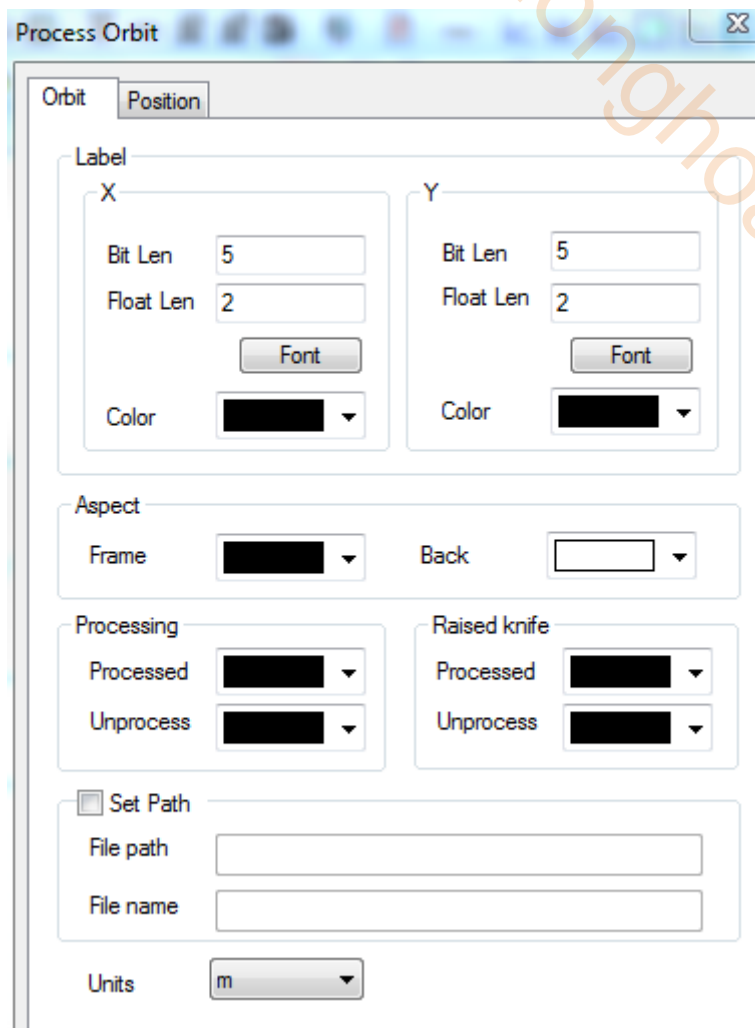 Process Orbit
Orbit Position
Label
X Y
Bit Len 5 Bit Len 5
Float Len 2 Float Len 2
Font Font
Color Color
Aspect
Frame Back
Processing Raised knife
Processed Processed
Unprocess Unprocess
Set Path
File path
File name
Units m